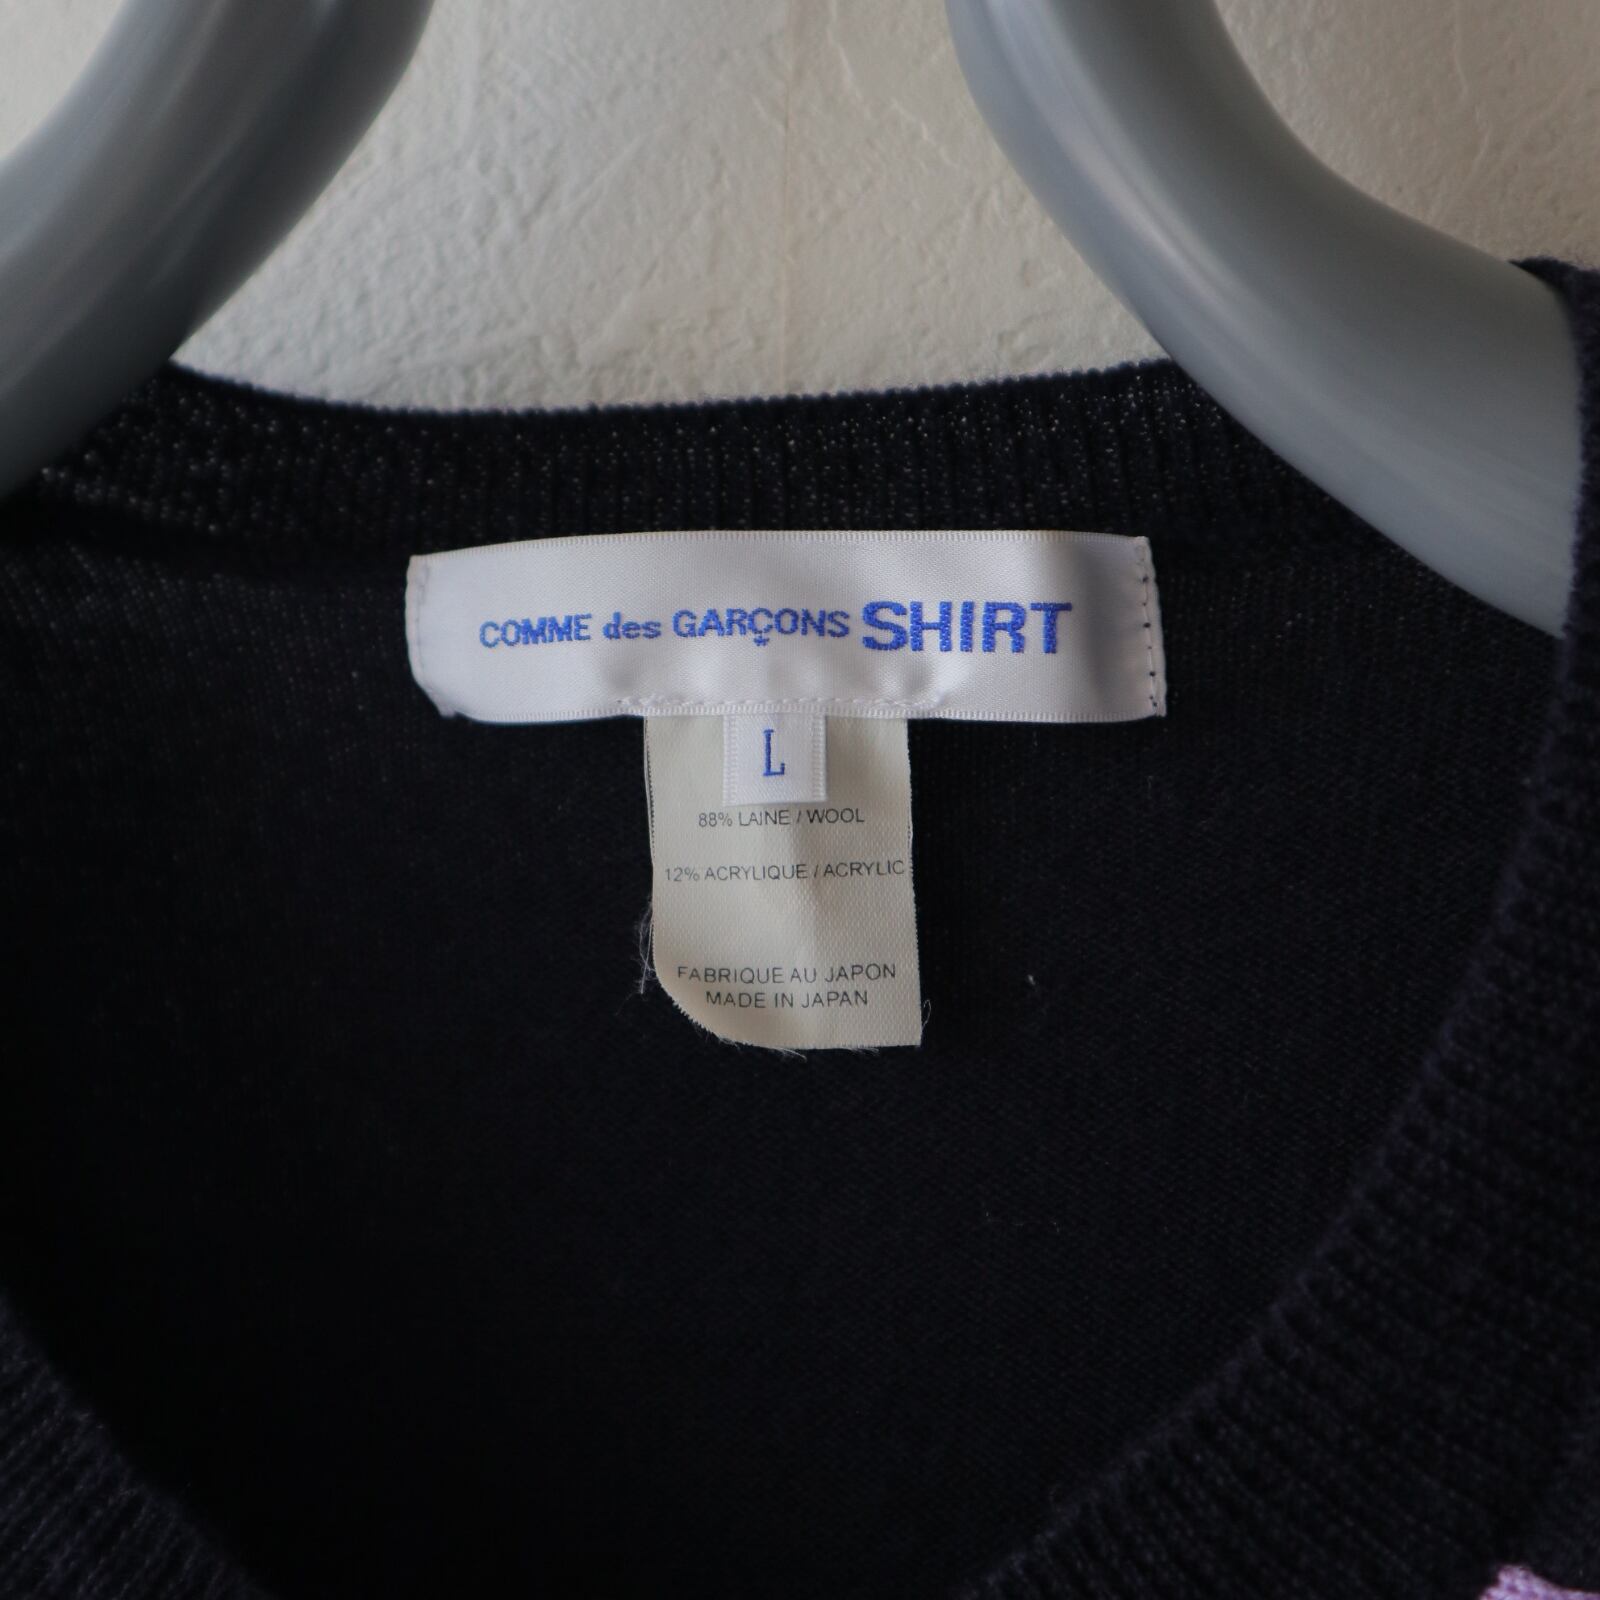 COMME des GARÇONS SHIRT
L
88% LAINE / WOOL
12% ACRYLIQUE / ACRYLIC
FABRIQUE AU JAPON
MADE IN JAPAN